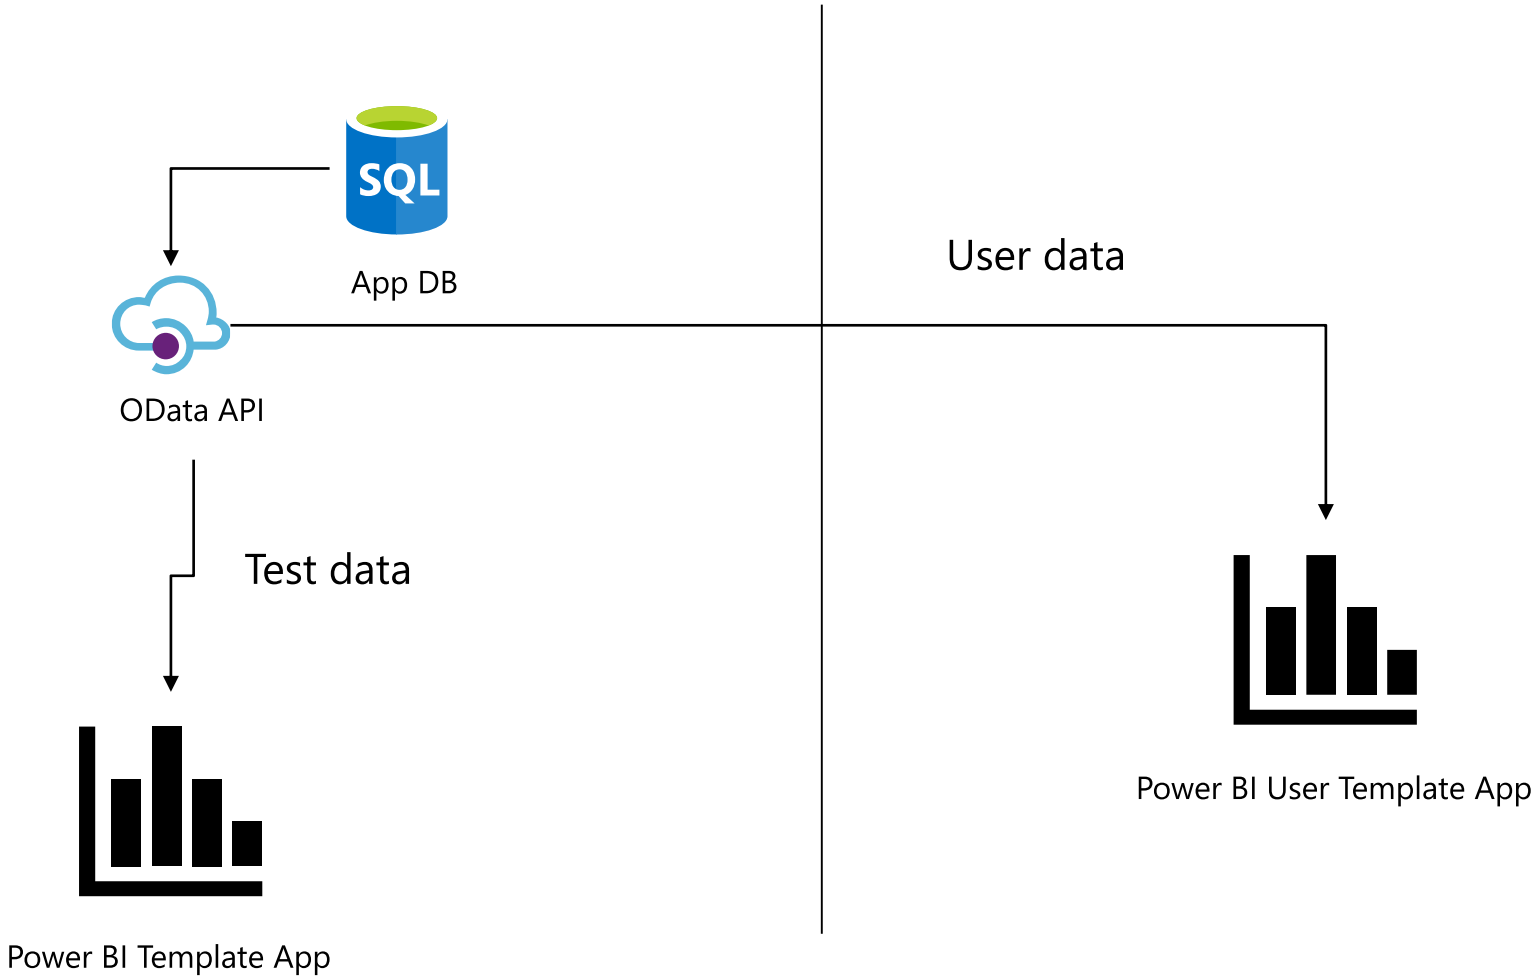 SQL
App DB
User data
OData API
Test data
Power BI User Template App
Power BI Template App